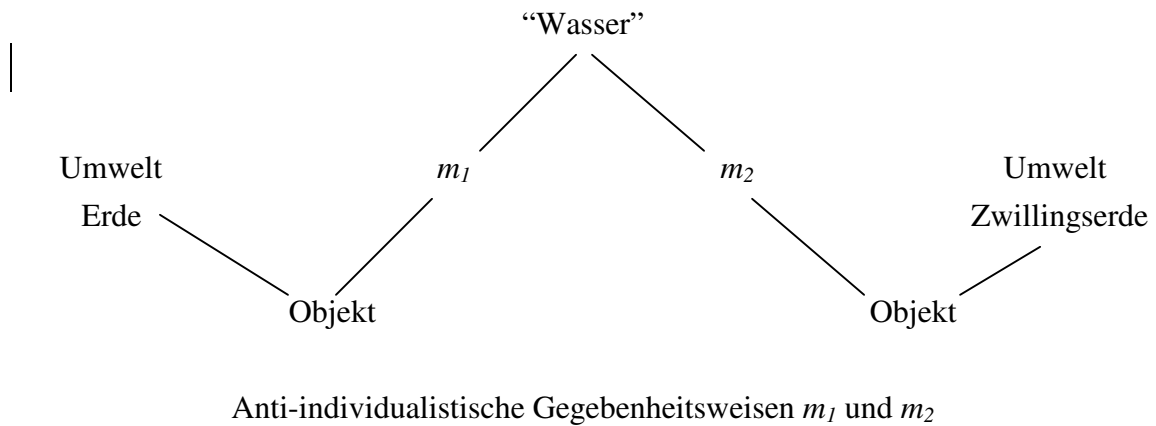 “Wasser”
Umwelt
Erde
m1
m2
Umwelt
Zwillingserde
Objekt
Objekt
Anti-individualistische Gegebenheitsweisen m1 und m2